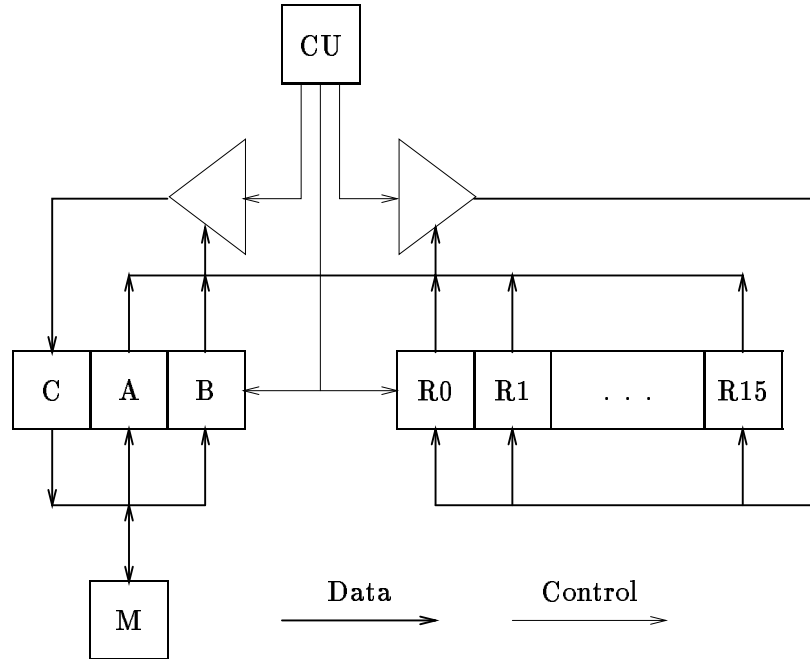 CU
C A B R0 R1 . . . R15
Data Control
M